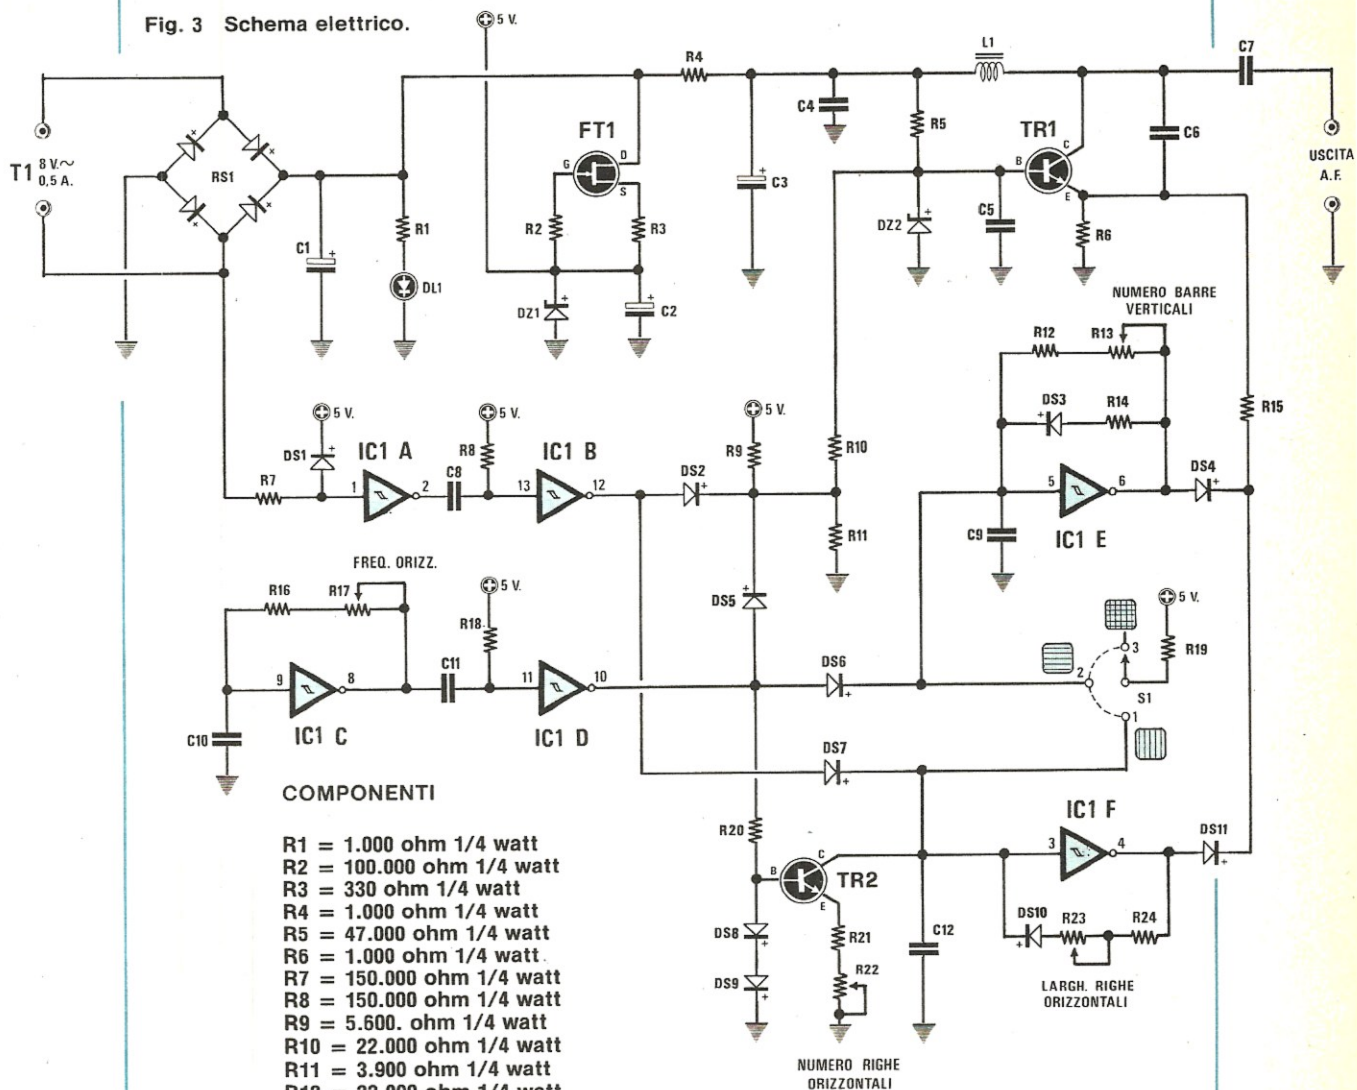 Fig. 3 Schema elettrico.
5 V.
R4
L1
C7
C4
R5
TR1
C
B
E
C6
FT1
G
D
S
T1 8 V.~
0,5 A.
RS1
USCITA
A.F.
C3
R2
R3
R1
C1
DL1
DZ1
C2
DZ2
C5
R6
NUMERO BARRE
VERTICALI
R12
R13
DS3
R14
R15
5 V.
5 V.
5 V.
DS1
IC1 A
R8
IC1 B
R9
R10
R7
1
2
C8
13
12
DS2
5
6
DS4
C9
IC1 E
R11
FREQ. ORIZZ.
R16
R17
5 V.
R18
DS5
5 V.
3
R19
9
8
C11
11
10
DS6
2
S1
1
C10
IC1 C
IC1 D
DS7
COMPONENTI
R1 = 1.000 ohm 1/4 watt
R2 = 100.000 ohm 1/4 watt
R3 = 330 ohm 1/4 watt
R4 = 1.000 ohm 1/4 watt
R5 = 47.000 ohm 1/4 watt
R6 = 1.000 ohm 1/4 watt
R7 = 150.000 ohm 1/4 watt
R8 = 150.000 ohm 1/4 watt
R9 = 5.600. ohm 1/4 watt
R10 = 22.000 ohm 1/4 watt
R11 = 3.900 ohm 1/4 watt
R20
B
C
E
TR2
IC1 F
3
4
DS11
DS8
DS9
R21
R22
C12
DS10
R23
R24
LARGH. RIGHE
ORIZZONTALI
NUMERO RIGHE
ORIZZONTALI